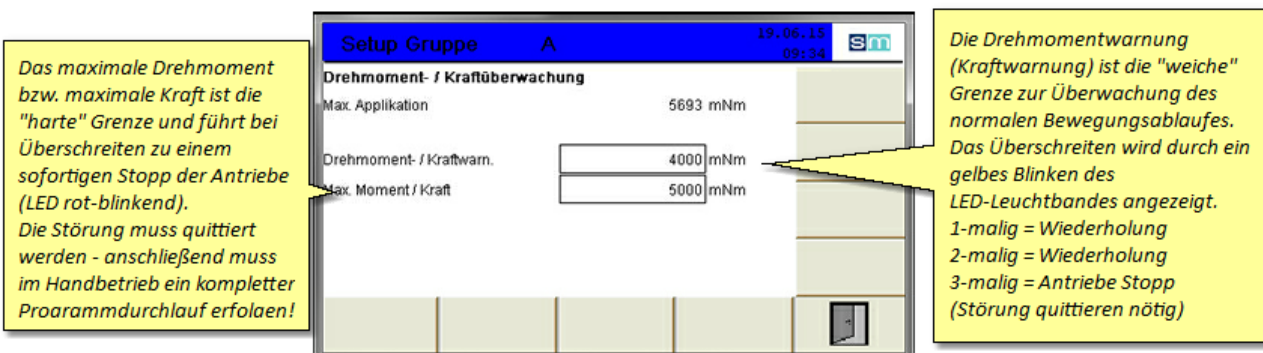 Das maximale Drehmoment
bzw. maximale Kraft ist die
"harte" Grenze und führt bei
Überschreiten zu einem
sofortigen Stopp der Antriebe
(LED rot-blinkend).
Die Störung muss quittiert
werden - anschließend muss
im Handbetrieb ein kompletter
Programmdurchlauf erfolgen!
Setup Gruppe A
19.06.15
09:34
sm
Drehmoment- / Kraftüberwachung
Max. Applikation 5693 mNm
Drehmoment- / Kraftwarn. 4000 mNm
Max. Moment / Kraft 5000 mNm
Die Drehmomentwarnung
(Kraftwarnung) ist die "weiche"
Grenze zur Überwachung des
normalen Bewegungsablaufes.
Das Überschreiten wird durch ein
gelbes Blinken des
LED-Leuchtbandes angezeigt.
1-malig = Wiederholung
2-malig = Wiederholung
3-malig = Antriebe Stopp
(Störung quittieren nötig)